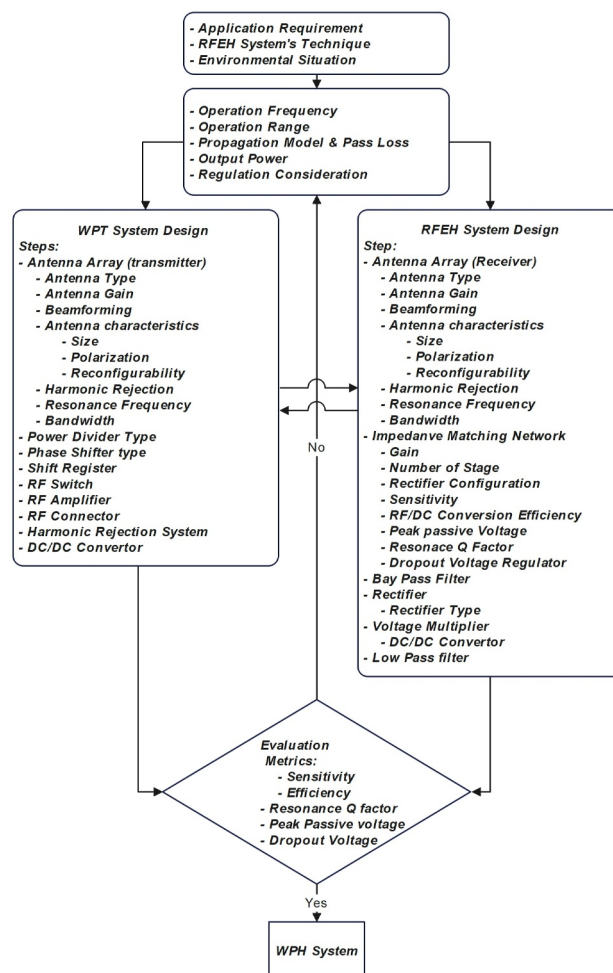 - Application Requirement
- RFEH System's Technique
- Environmental Situation
- Operation Frequency
- Operation Range
- Propagation Model & Pass Loss
- Output Power
- Regulation Consideration
WPT System Design
Steps:
- Antenna Array (transmitter)
- Antenna Type
- Antenna Gain
- Beamforming
- Antenna characteristics
- Size
- Polarization
- Reconfigurability
- Harmonic Rejection
- Resonance Frequency
- Bandwidth
- Power Divider Type
- Phase Shifter type
- Shift Register
- RF Switch
- RF Amplifier
- RF Connector
- Harmonic Rejection System
- DC/DC Convertor
RFEH System Design
Step:
- Antenna Array (Receiver)
- Antenna Type
- Antenna Gain
- Beamforming
- Antenna characteristics
- Size
- Polarization
- Reconfigurability
- Harmonic Rejection
- Resonance Frequency
- Bandwidth
- Impedanve Matching Network
- Gain
- Number of Stage
- Rectifier Configuration
- Sensitivity
- RF/DC Conversion Efficiency
- Peak passive Voltage
- Resonace Q Factor
- Dropout Voltage Regulator
- Bay Pass Filter
- Rectifier
- Rectifier Type
- Voltage Multiplier
- DC/DC Convertor
- Low Pass filter
No
Evaluation
Metrics:
- Sensitivity
- Efficiency
- Resonance Q factor
- Peak Passive voltage
- Dropout Voltage
Yes
WPH System